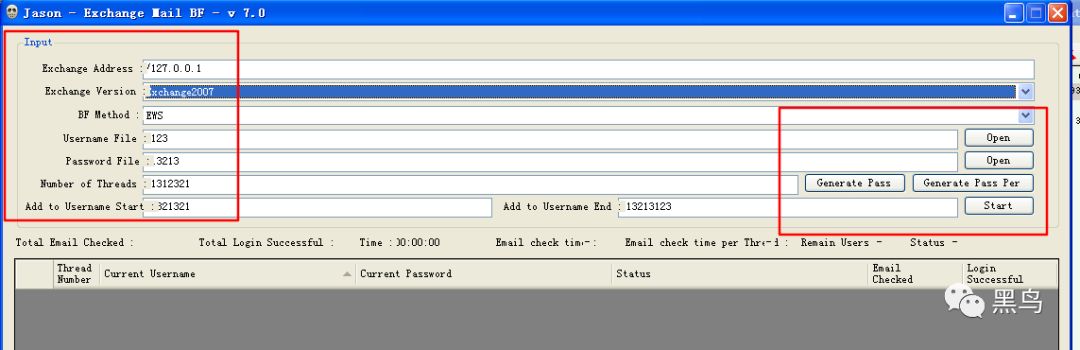 Jason - Exchange Mail BF - v 7.0
Input
Exchange Address : /127.0.0.1
Exchange Version : Exchange2007
BF Method : EWS
Username File : 123 Open
Password File : .3213 Open
Number of Threads : 1312321 Generate Pass Generate Pass Per
Add to Username Start : 321321 Add to Username End : 13213123 Start
Total Email Checked : Total Login Successful : Time : 00:00:00 Email check time-: Email check time per Thre-d : Remain Users - Status -
Thread Number Current Username Current Password Status Email Checked Login Successful
黑鸟